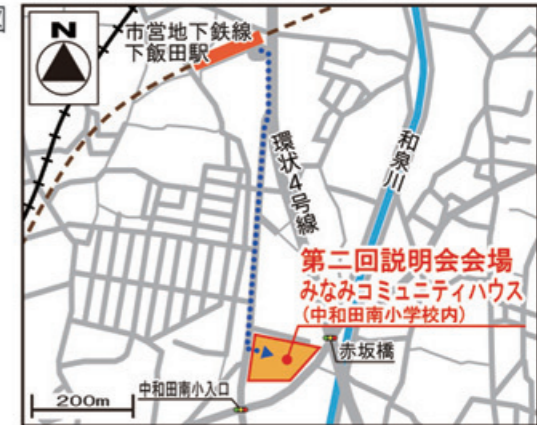 図
N
市営地下鉄線
下飯田駅
環状4号線
和泉川
第二回説明会会場
みなみコミュニティハウス
(中和田南小学校内)
赤坂橋
中和田南小入口
200m